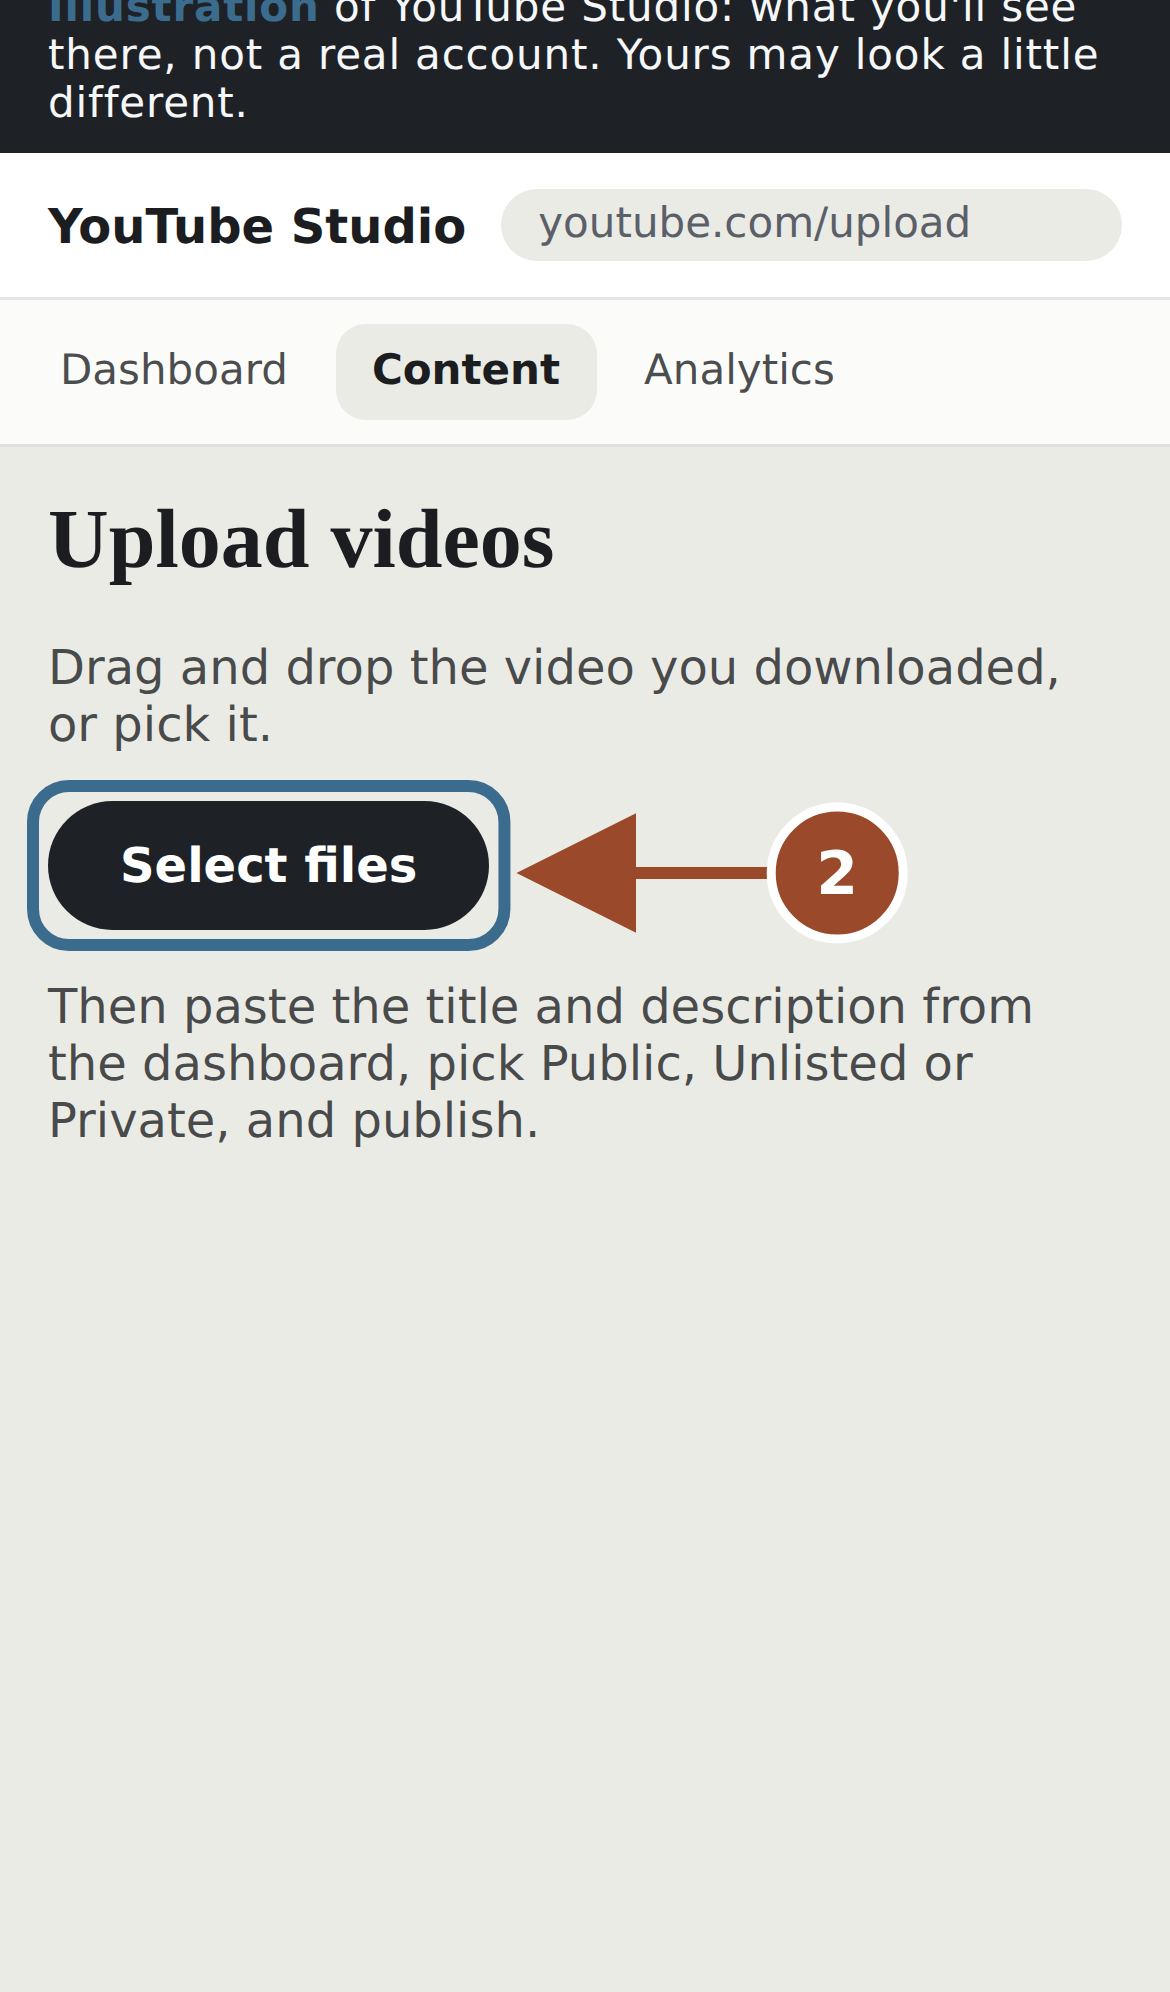 Illustration of YouTube Studio: what you'll see
there, not a real account. Yours may look a little
different.
YouTube Studio youtube.com/upload
Dashboard Content Analytics
Upload videos
Drag and drop the video you downloaded,
or pick it.
Select files 2
Then paste the title and description from
the dashboard, pick Public, Unlisted or
Private, and publish.